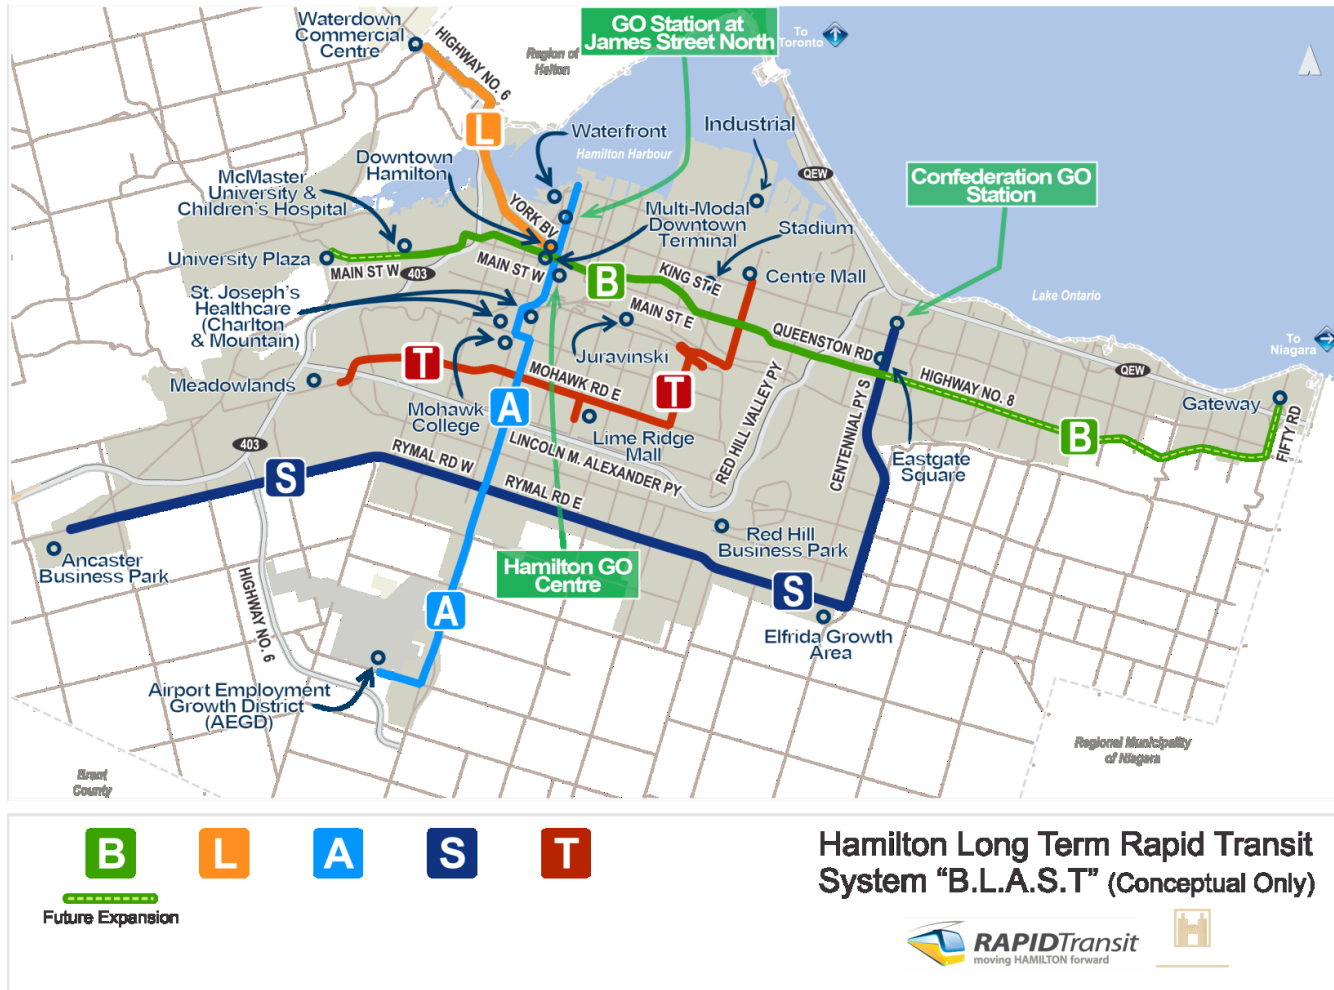 Waterdown
Commercial
Centre
HIGHWAY NO. 6
Region of
Halton
GO Station at
James Street North
To
Toronto
L
Waterfront
Hamilton Harbour
Industrial
QEW
Downtown
Hamilton
McMaster
University &
Children's Hospital
YORK BV
Multi-Modal
Downtown
Terminal
Stadium
Confederation GO
Station
University Plaza
MAIN ST W
403
MAIN ST W
B
KING ST E
Centre Mall
Lake Ontario
St. Joseph's
Healthcare
(Charlton
& Mountain)
MAIN ST E
QUEENSTON RD
To
Niagara
Juravinski
T
MOHAWK RD E
T
QEW
HIGHWAY NO. 8
Meadowlands
Mohawk
College
A
Lime Ridge
Mall
RED HILL VALLEY PY
CENTENNIAL PY S
Gateway
FIFTY RD
B
403
LINCOLN M. ALEXANDER PY
Eastgate
Square
S
RYMAL RD W
RYMAL RD E
Red Hill
Business Park
Ancaster
Business Park
Hamilton GO
Centre
S
A
HIGHWAY NO. 6
Elfrida Growth
Area
Airport Employment
Growth District
(AEGD)
Regional Municipality
of Niagara
Brant
County
B
L
A
S
T
Future Expansion
Hamilton Long Term Rapid Transit
System “B.L.A.S.T” (Conceptual Only)
RAPIDTransit
moving HAMILTON forward